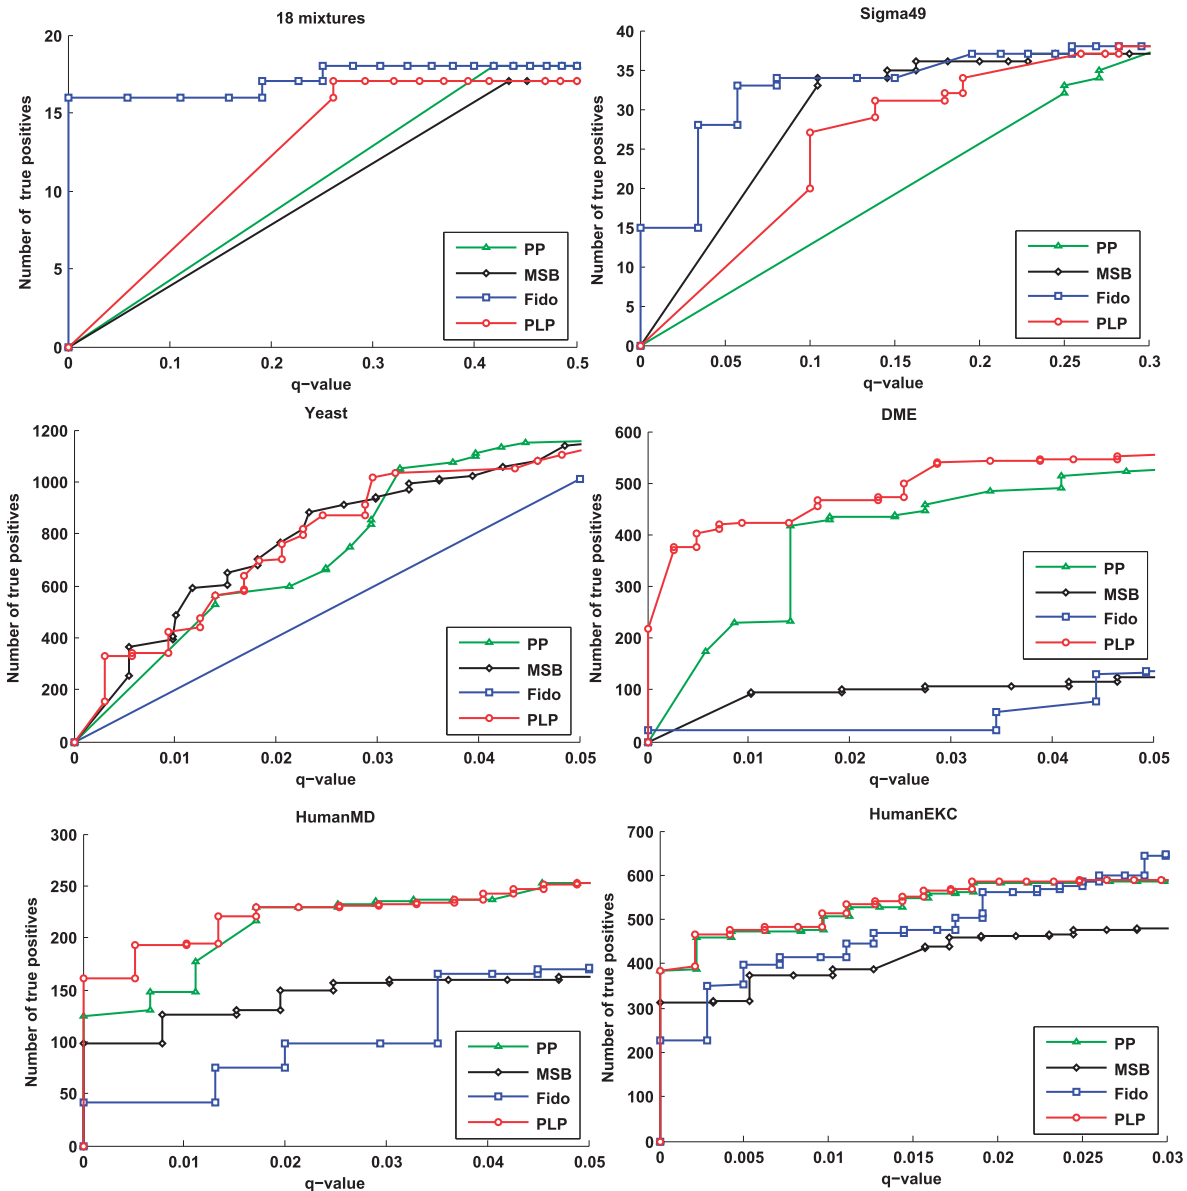 18 mixtures
Number of true positives
20
15
10
5
0
0 0.1 0.2 0.3 0.4 0.5
q−value
PP
MSB
Fido
PLP
Sigma49
Number of true positives
40
35
30
25
20
15
10
5
0
0 0.05 0.1 0.15 0.2 0.25 0.3
q−value
PP
MSB
Fido
PLP
Yeast
Number of true positives
1200
1000
800
600
400
200
0
0 0.01 0.02 0.03 0.04 0.05
q−value
PP
MSB
Fido
PLP
DME
Number of true positives
600
500
400
300
200
100
0
0 0.01 0.02 0.03 0.04 0.05
q−value
PP
MSB
Fido
PLP
HumanMD
Number of true positives
300
250
200
150
100
50
0
0 0.01 0.02 0.03 0.04 0.05
q−value
PP
MSB
Fido
PLP
HumanEKC
Number of true positives
700
600
500
400
300
200
100
0
0 0.005 0.01 0.015 0.02 0.025 0.03
q−value
PP
MSB
Fido
PLP